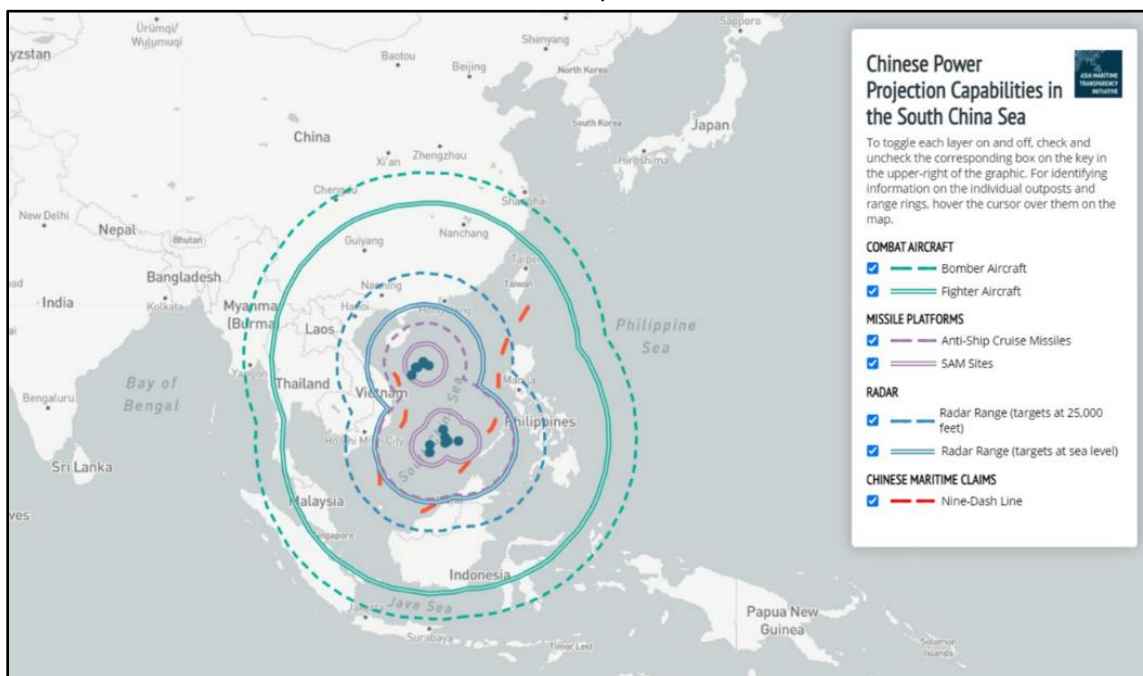 Ürümqi/
Wulumuqi
Sapporo
yzstan
Shenyang
Baotou
Beijing
North Korea
South Korea
Japan
China
Xi'an
Zhengzhou
Hiroshima
Chengdu
Shanghai
New Delhi
Nepal
Nanchang
Bhutan
Guiyang
Taipei
Bangladesh
Taiwan
Nanning
India
Kolkata
Myanma
(Burma)
Hanoi
Hong Kong
Laos
Philippine
Sea
Yangon
Thailand
Manila
Bay of
Bengal
Vietnam
Bengaluru
Philippines
Ho Chi Minh City
Sri Lanka
Malaysia
ves
Singapore
Indonesia
Java Sea
Surabaya
Papua New
Guinea
Timor Lest
Solomon
Islands
Chinese Power
Projection Capabilities in
the South China Sea
ASIA MARITIME
TRANSPARENCY
INITIATIVE
To toggle each layer on and off, check and
uncheck the corresponding box on the key in
the upper-right of the graphic. For identifying
information on the individual outposts and
range rings, hover the cursor over them on the
map.
COMBAT AIRCRAFT
Bomber Aircraft
Fighter Aircraft
MISSILE PLATFORMS
Anti-Ship Cruise Missiles
SAM Sites
RADAR
Radar Range (targets at 25,000
feet)
Radar Range (targets at sea level)
CHINESE MARITIME CLAIMS
Nine-Dash Line